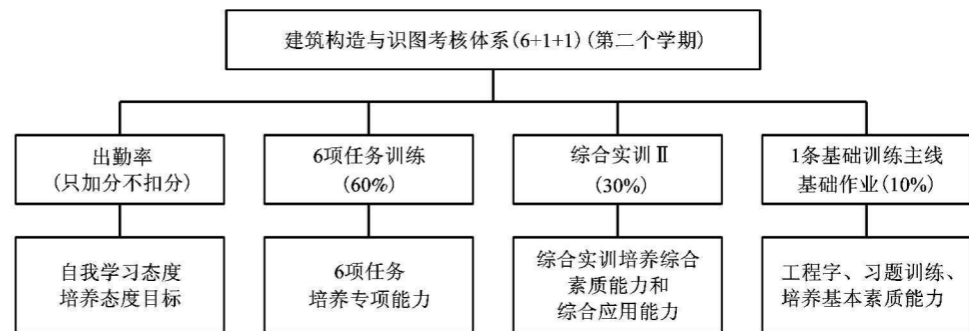 建筑构造与识图考核体系(6+1+1)(第二个学期)
出勤率
(只加分不扣分)
6项任务训练
(60%)
综合实训Ⅱ
(30%)
1条基础训练主线
基础作业(10%)
自我学习态度
培养态度目标
6项任务
培养专项能力
综合实训培养综合
素质能力和
综合应用能力
工程字、习题训练、
培养基本素质能力